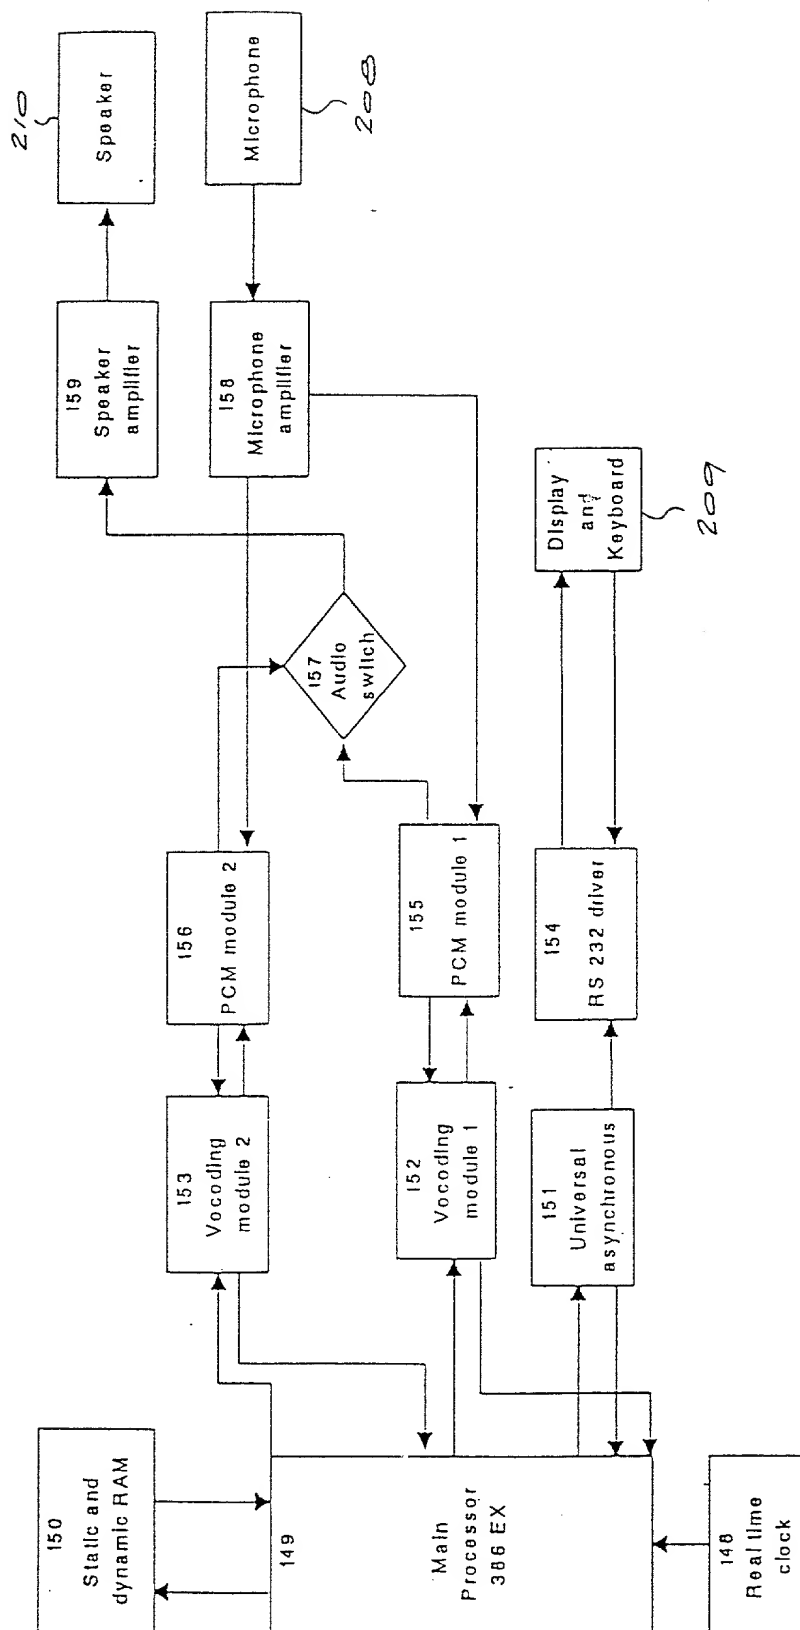 150
Static and
dynamic RAM
149
Main
Processor
386 EX
148
Real time
clock
153
Vocoding
module 2
152
Vocoding
module 1
151
Universal
asynchronous
156
PCM module 2
155
PCM module 1
154
RS 232 driver
157
Audio
switch
159
Speaker
amplifier
158
Microphone
amplifier
Display
and
Keyboard
209
Speaker
210
Microphone
208